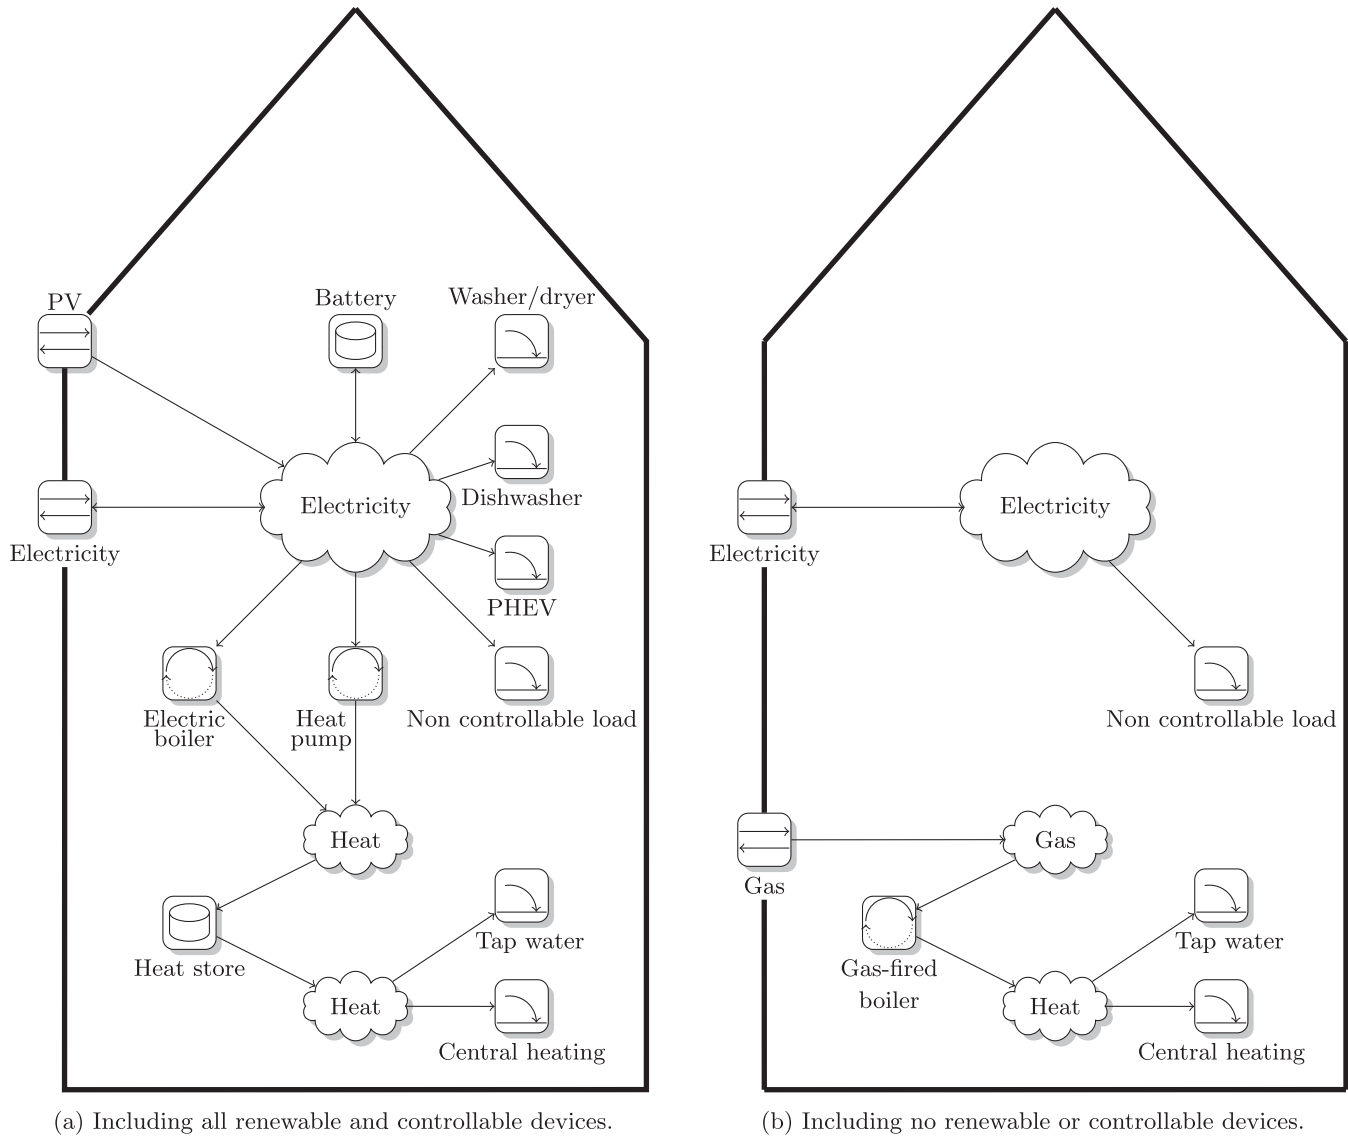 PV
Battery
Washer/dryer
Electricity
Dishwasher
Electricity
PHEV
Electric
boiler
Heat
pump
Non controllable load
Heat
Tap water
Heat store
Heat
Central heating
(a) Including all renewable and controllable devices.
Electricity
Electricity
Non controllable load
Gas
Gas
Tap water
Gas-fired
boiler
Heat
Central heating
(b) Including no renewable or controllable devices.